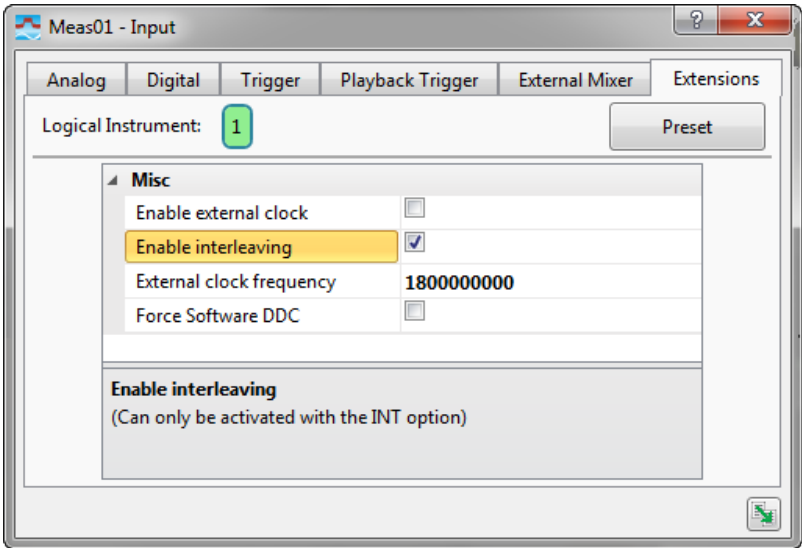 Meas01 - Input
?
Analog Digital Trigger Playback Trigger External Mixer Extensions
Logical Instrument: 1 Preset
Misc
Enable external clock
Enable interleaving
External clock frequency 1800000000
Force Software DDC
Enable interleaving
(Can only be activated with the INT option)